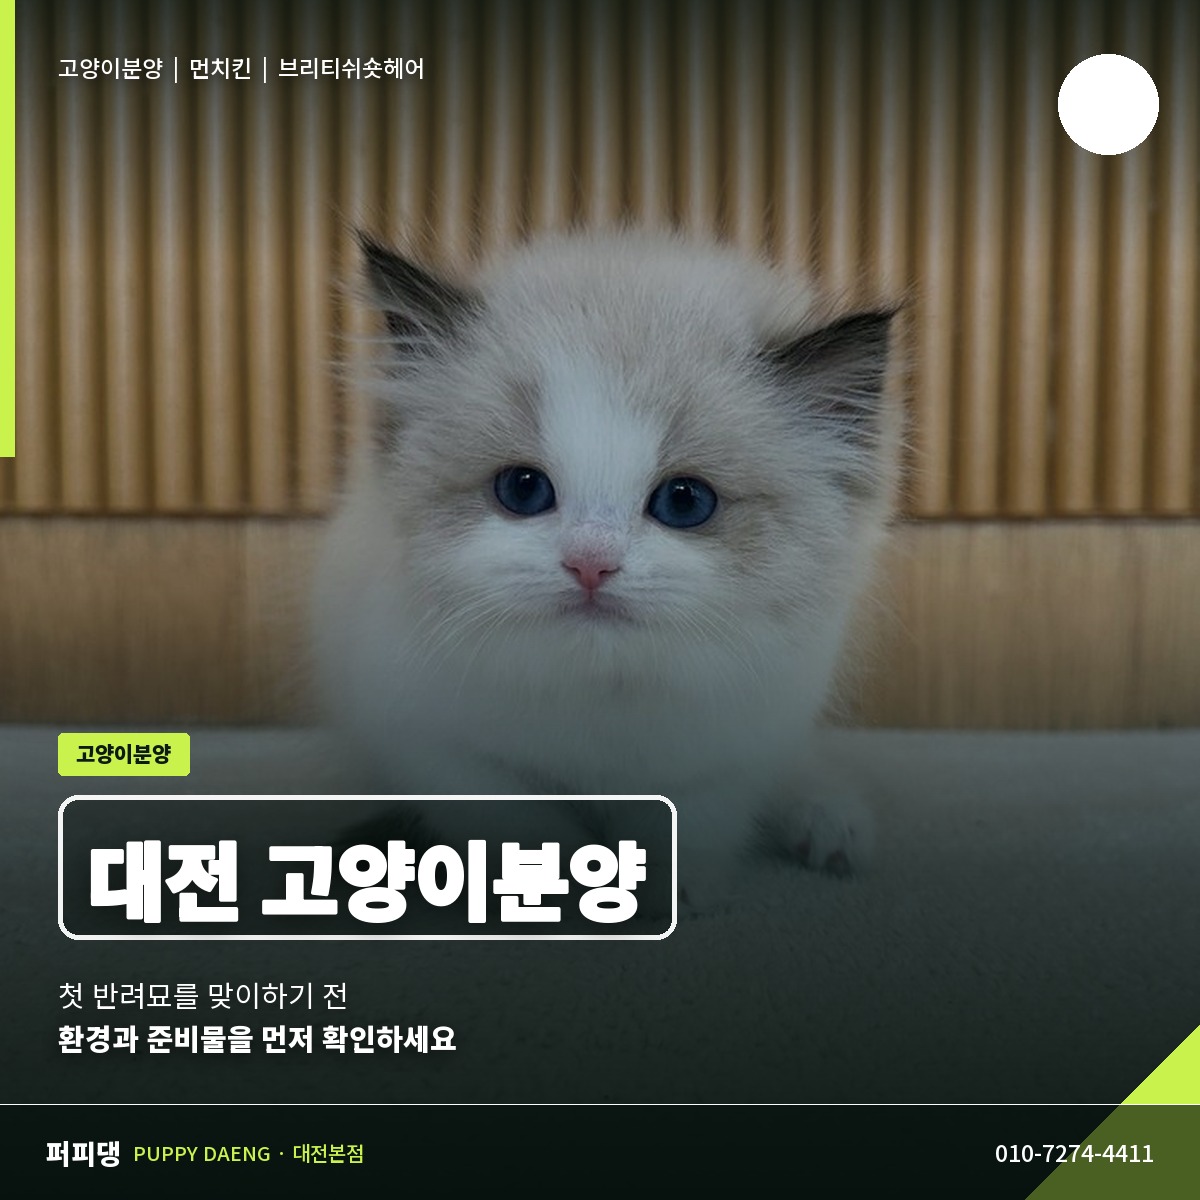 고양이분양 | 먼치킨 | 브리티쉬숏헤어
고양이분양
대전 고양이분양
첫 반려묘를 맞이하기 전
환경과 준비물을 먼저 확인하세요
퍼피댕 PUPPY DAENG · 대전본점
010-7274-4411